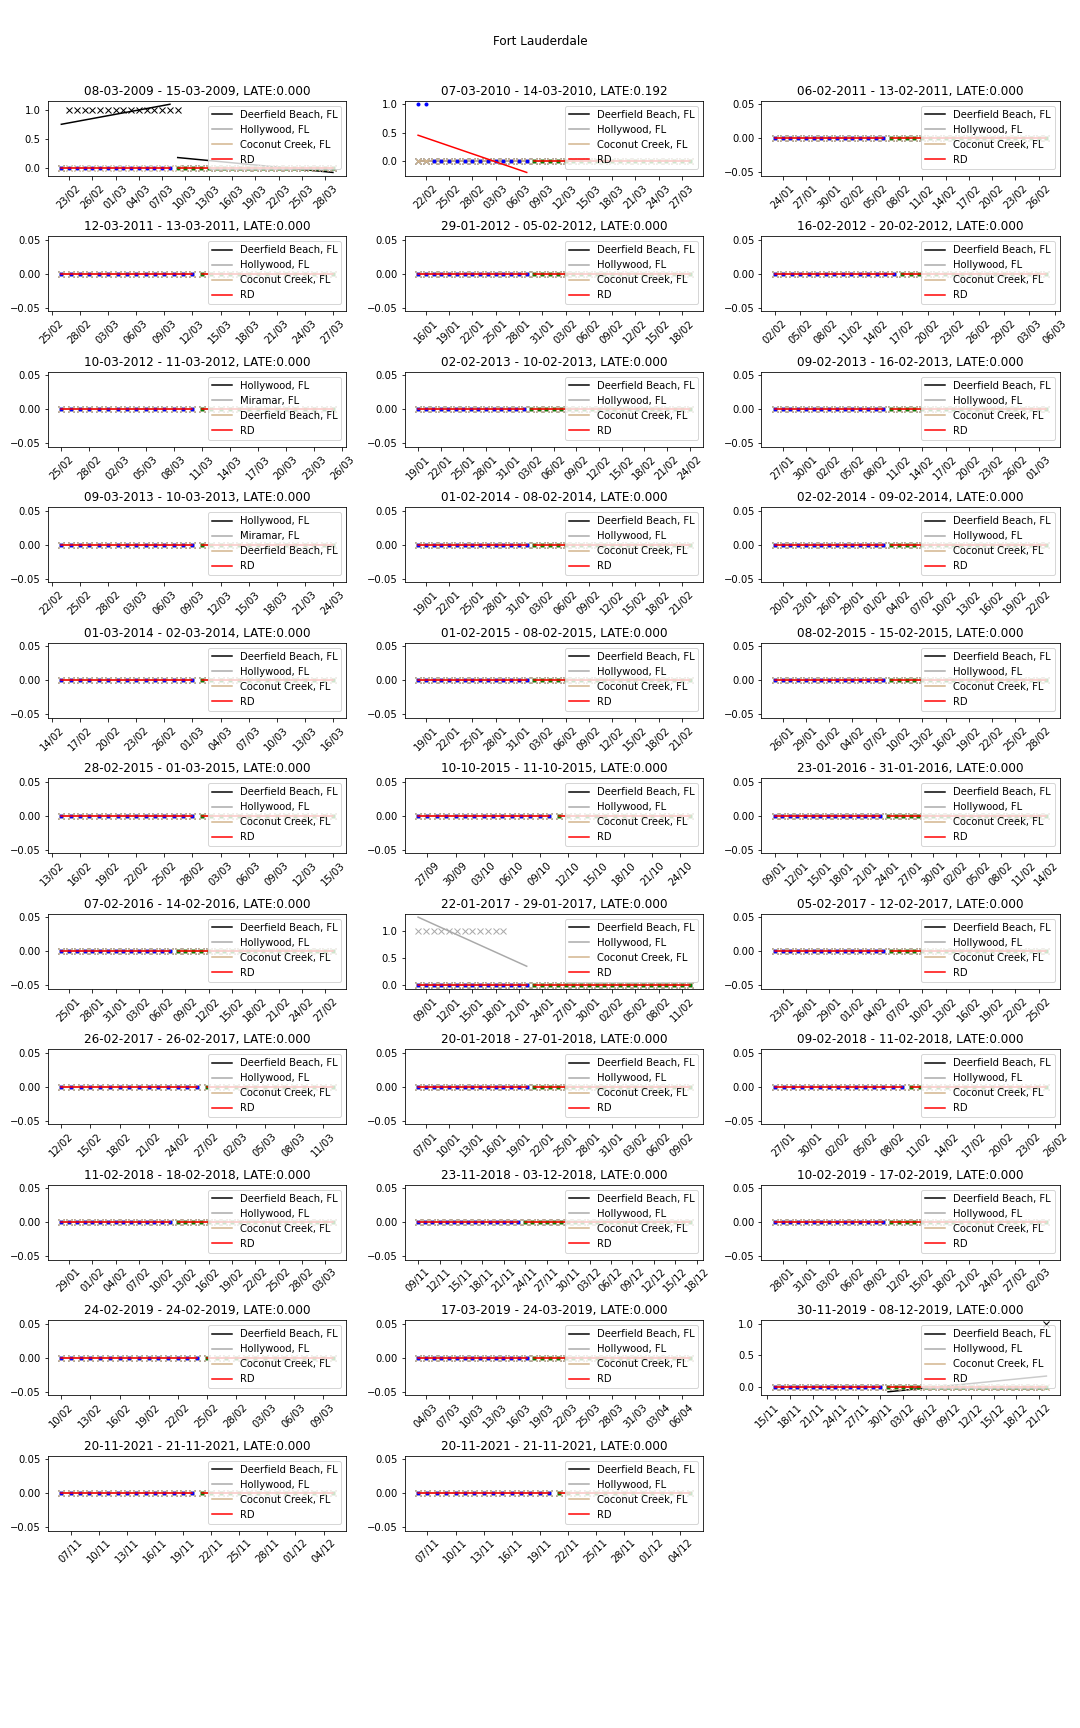 Fort Lauderdale
08-03-2009 - 15-03-2009, LATE:0.000
1.0
0.5
0.0
Deerfield Beach, FL
Hollywood, FL
Coconut Creek, FL
RD
23/02 26/02 01/03 04/03 07/03 10/03 13/03 16/03 19/03 22/03 25/03 28/03
07-03-2010 - 14-03-2010, LATE:0.192
1.0
0.5
0.0
Deerfield Beach, FL
Hollywood, FL
Coconut Creek, FL
RD
22/02 25/02 28/02 03/03 06/03 09/03 12/03 15/03 18/03 21/03 24/03 27/03
06-02-2011 - 13-02-2011, LATE:0.000
0.05
0.00
−0.05
Deerfield Beach, FL
Hollywood, FL
Coconut Creek, FL
RD
24/01 27/01 30/01 02/02 05/02 08/02 11/02 14/02 17/02 20/02 23/02 26/02
12-03-2011 - 13-03-2011, LATE:0.000
0.05
0.00
−0.05
Deerfield Beach, FL
Hollywood, FL
Coconut Creek, FL
RD
25/02 28/02 03/03 06/03 09/03 12/03 15/03 18/03 21/03 24/03 27/03
29-01-2012 - 05-02-2012, LATE:0.000
0.05
0.00
−0.05
Deerfield Beach, FL
Hollywood, FL
Coconut Creek, FL
RD
16/01 19/01 22/01 25/01 28/01 31/01 03/02 06/02 09/02 12/02 15/02 18/02
16-02-2012 - 20-02-2012, LATE:0.000
0.05
0.00
−0.05
Deerfield Beach, FL
Hollywood, FL
Coconut Creek, FL
RD
02/02 05/02 08/02 11/02 14/02 17/02 20/02 23/02 26/02 29/02 03/03 06/03
10-03-2012 - 11-03-2012, LATE:0.000
0.05
0.00
−0.05
Hollywood, FL
Miramar, FL
Deerfield Beach, FL
RD
25/02 28/02 02/03 05/03 08/03 11/03 14/03 17/03 20/03 23/03 26/03
02-02-2013 - 10-02-2013, LATE:0.000
0.05
0.00
−0.05
Deerfield Beach, FL
Hollywood, FL
Coconut Creek, FL
RD
19/01 22/01 25/01 28/01 31/01 03/02 06/02 09/02 12/02 15/02 18/02 21/02 24/02
09-02-2013 - 16-02-2013, LATE:0.000
0.05
0.00
−0.05
Deerfield Beach, FL
Hollywood, FL
Coconut Creek, FL
RD
27/01 30/01 02/02 05/02 08/02 11/02 14/02 17/02 20/02 23/02 26/02 01/03
09-03-2013 - 10-03-2013, LATE:0.000
0.05
0.00
−0.05
Hollywood, FL
Miramar, FL
Deerfield Beach, FL
RD
22/02 25/02 28/02 03/03 06/03 09/03 12/03 15/03 18/03 21/03 24/03
01-02-2014 - 08-02-2014, LATE:0.000
0.05
0.00
−0.05
Deerfield Beach, FL
Hollywood, FL
Coconut Creek, FL
RD
19/01 22/01 25/01 28/01 31/01 03/02 06/02 09/02 12/02 15/02 18/02 21/02
02-02-2014 - 09-02-2014, LATE:0.000
0.05
0.00
−0.05
Deerfield Beach, FL
Hollywood, FL
Coconut Creek, FL
RD
20/01 23/01 26/01 29/01 01/02 04/02 07/02 10/02 13/02 16/02 19/02 22/02
01-03-2014 - 02-03-2014, LATE:0.000
0.05
0.00
−0.05
Deerfield Beach, FL
Hollywood, FL
Coconut Creek, FL
RD
14/02 17/02 20/02 23/02 26/02 01/03 04/03 07/03 10/03 13/03 16/03
01-02-2015 - 08-02-2015, LATE:0.000
0.05
0.00
−0.05
Deerfield Beach, FL
Hollywood, FL
Coconut Creek, FL
RD
19/01 22/01 25/01 28/01 31/01 03/02 06/02 09/02 12/02 15/02 18/02 21/02
08-02-2015 - 15-02-2015, LATE:0.000
0.05
0.00
−0.05
Deerfield Beach, FL
Hollywood, FL
Coconut Creek, FL
RD
26/01 29/01 01/02 04/02 07/02 10/02 13/02 16/02 19/02 22/02 25/02 28/02
28-02-2015 - 01-03-2015, LATE:0.000
0.05
0.00
−0.05
Deerfield Beach, FL
Hollywood, FL
Coconut Creek, FL
RD
13/02 16/02 19/02 22/02 25/02 28/02 03/03 06/03 09/03 12/03 15/03
10-10-2015 - 11-10-2015, LATE:0.000
0.05
0.00
−0.05
Deerfield Beach, FL
Hollywood, FL
Coconut Creek, FL
RD
27/09 30/09 03/10 06/10 09/10 12/10 15/10 18/10 21/10 24/10
23-01-2016 - 31-01-2016, LATE:0.000
0.05
0.00
−0.05
Deerfield Beach, FL
Hollywood, FL
Coconut Creek, FL
RD
09/01 12/01 15/01 18/01 21/01 24/01 27/01 30/01 02/02 05/02 08/02 11/02 14/02
07-02-2016 - 14-02-2016, LATE:0.000
0.05
0.00
−0.05
Deerfield Beach, FL
Hollywood, FL
Coconut Creek, FL
RD
25/01 28/01 31/01 03/02 06/02 09/02 12/02 15/02 18/02 21/02 24/02 27/02
22-01-2017 - 29-01-2017, LATE:0.000
1.0
0.5
0.0
Deerfield Beach, FL
Hollywood, FL
Coconut Creek, FL
RD
09/01 12/01 15/01 18/01 21/01 24/01 27/01 30/01 02/02 05/02 08/02 11/02
05-02-2017 - 12-02-2017, LATE:0.000
0.05
0.00
−0.05
Deerfield Beach, FL
Hollywood, FL
Coconut Creek, FL
RD
23/01 26/01 29/01 01/02 04/02 07/02 10/02 13/02 16/02 19/02 22/02 25/02
26-02-2017 - 26-02-2017, LATE:0.000
0.05
0.00
−0.05
Deerfield Beach, FL
Hollywood, FL
Coconut Creek, FL
RD
12/02 15/02 18/02 21/02 24/02 27/02 02/03 05/03 08/03 11/03
20-01-2018 - 27-01-2018, LATE:0.000
0.05
0.00
−0.05
Deerfield Beach, FL
Hollywood, FL
Coconut Creek, FL
RD
07/01 10/01 13/01 16/01 19/01 22/01 25/01 28/01 31/01 03/02 06/02 09/02
09-02-2018 - 11-02-2018, LATE:0.000
0.05
0.00
−0.05
Deerfield Beach, FL
Hollywood, FL
Coconut Creek, FL
RD
27/01 30/01 02/02 05/02 08/02 11/02 14/02 17/02 20/02 23/02 26/02
11-02-2018 - 18-02-2018, LATE:0.000
0.05
0.00
−0.05
Deerfield Beach, FL
Hollywood, FL
Coconut Creek, FL
RD
29/01 01/02 04/02 07/02 10/02 13/02 16/02 19/02 22/02 25/02 28/02 03/03
23-11-2018 - 03-12-2018, LATE:0.000
0.05
0.00
−0.05
Deerfield Beach, FL
Hollywood, FL
Coconut Creek, FL
RD
09/11 12/11 15/11 18/11 21/11 24/11 27/11 30/11 03/12 06/12 09/12 12/12 15/12 18/12
10-02-2019 - 17-02-2019, LATE:0.000
0.05
0.00
−0.05
Deerfield Beach, FL
Hollywood, FL
Coconut Creek, FL
RD
28/01 31/01 03/02 06/02 09/02 12/02 15/02 18/02 21/02 24/02 27/02 02/03
24-02-2019 - 24-02-2019, LATE:0.000
0.05
0.00
−0.05
Deerfield Beach, FL
Hollywood, FL
Coconut Creek, FL
RD
10/02 13/02 16/02 19/02 22/02 25/02 28/02 03/03 06/03 09/03
17-03-2019 - 24-03-2019, LATE:0.000
0.05
0.00
−0.05
Deerfield Beach, FL
Hollywood, FL
Coconut Creek, FL
RD
04/03 07/03 10/03 13/03 16/03 19/03 22/03 25/03 28/03 31/03 03/04 06/04
30-11-2019 - 08-12-2019, LATE:0.000
1.0
0.5
0.0
Deerfield Beach, FL
Hollywood, FL
Coconut Creek, FL
RD
15/11 18/11 21/11 24/11 27/11 30/11 03/12 06/12 09/12 12/12 15/12 18/12 21/12
20-11-2021 - 21-11-2021, LATE:0.000
0.05
0.00
−0.05
Deerfield Beach, FL
Hollywood, FL
Coconut Creek, FL
RD
07/11 10/11 13/11 16/11 19/11 22/11 25/11 28/11 01/12 04/12
20-11-2021 - 21-11-2021, LATE:0.000
0.05
0.00
−0.05
Deerfield Beach, FL
Hollywood, FL
Coconut Creek, FL
RD
07/11 10/11 13/11 16/11 19/11 22/11 25/11 28/11 01/12 04/12